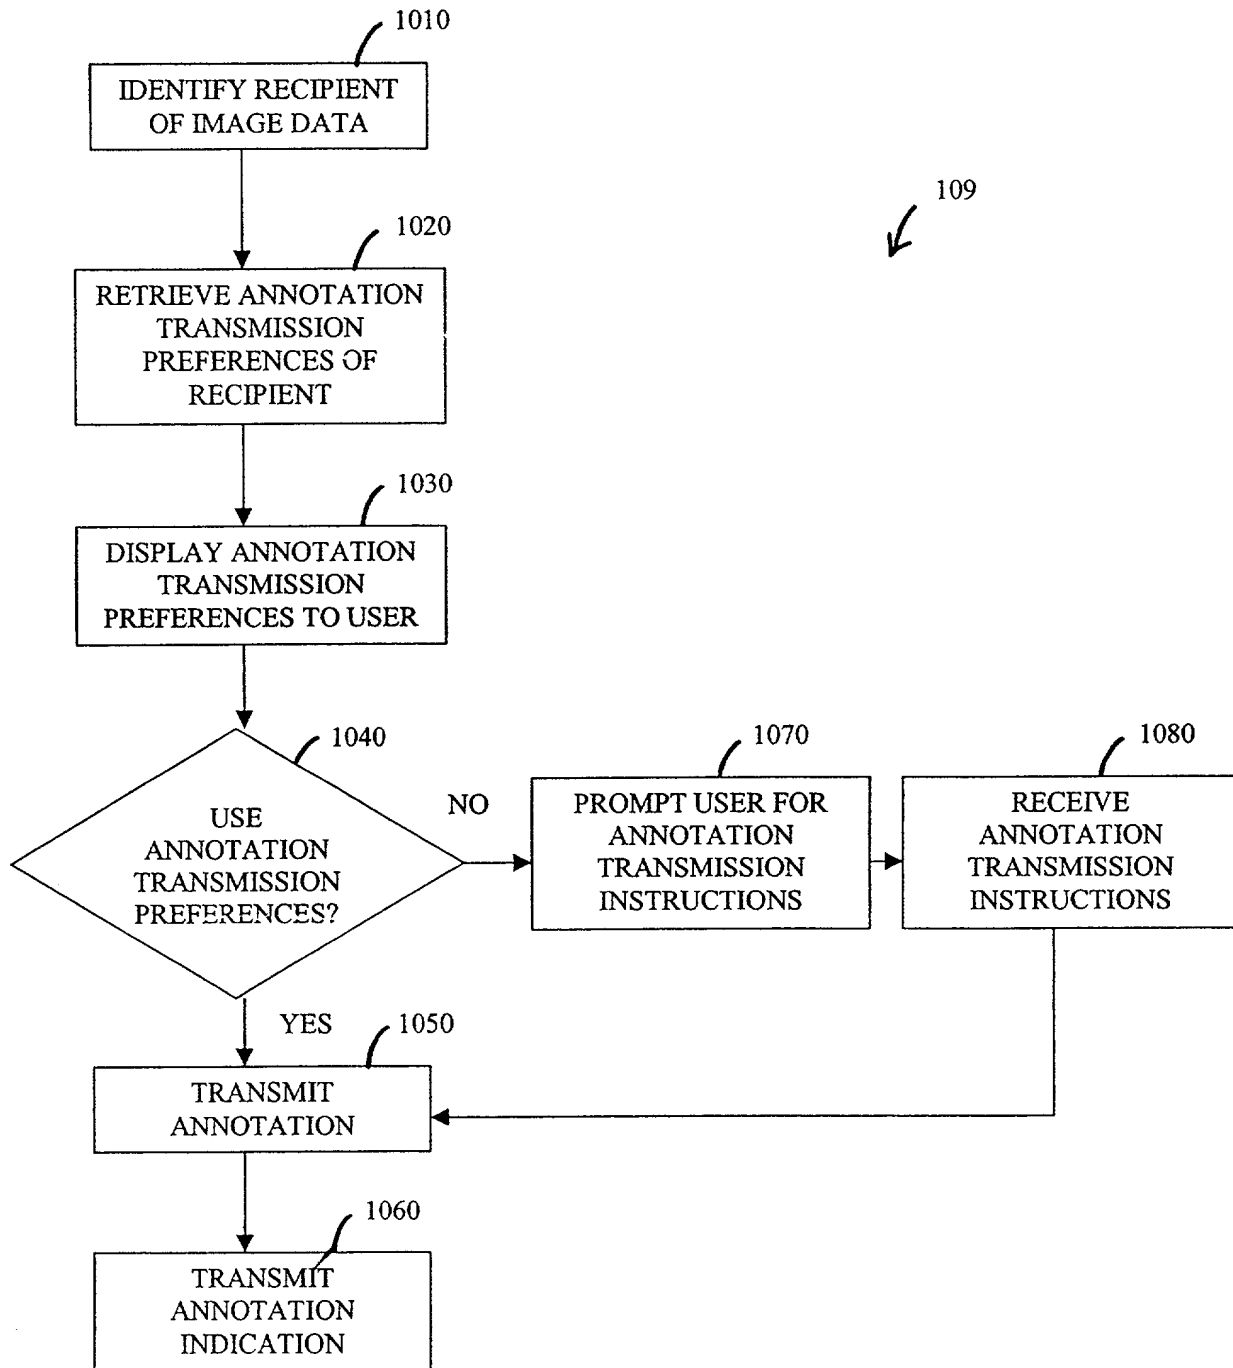 1010
IDENTIFY RECIPIENT
OF IMAGE DATA
109
1020
RETRIEVE ANNOTATION
TRANSMISSION
PREFERENCES OF
RECIPIENT
1030
DISPLAY ANNOTATION
TRANSMISSION
PREFERENCES TO USER
1040
USE
ANNOTATION
TRANSMISSION
PREFERENCES?
NO
1070
PROMPT USER FOR
ANNOTATION
TRANSMISSION
INSTRUCTIONS
1080
RECEIVE
ANNOTATION
TRANSMISSION
INSTRUCTIONS
YES
1050
TRANSMIT
ANNOTATION
1060
TRANSMIT
ANNOTATION
INDICATION